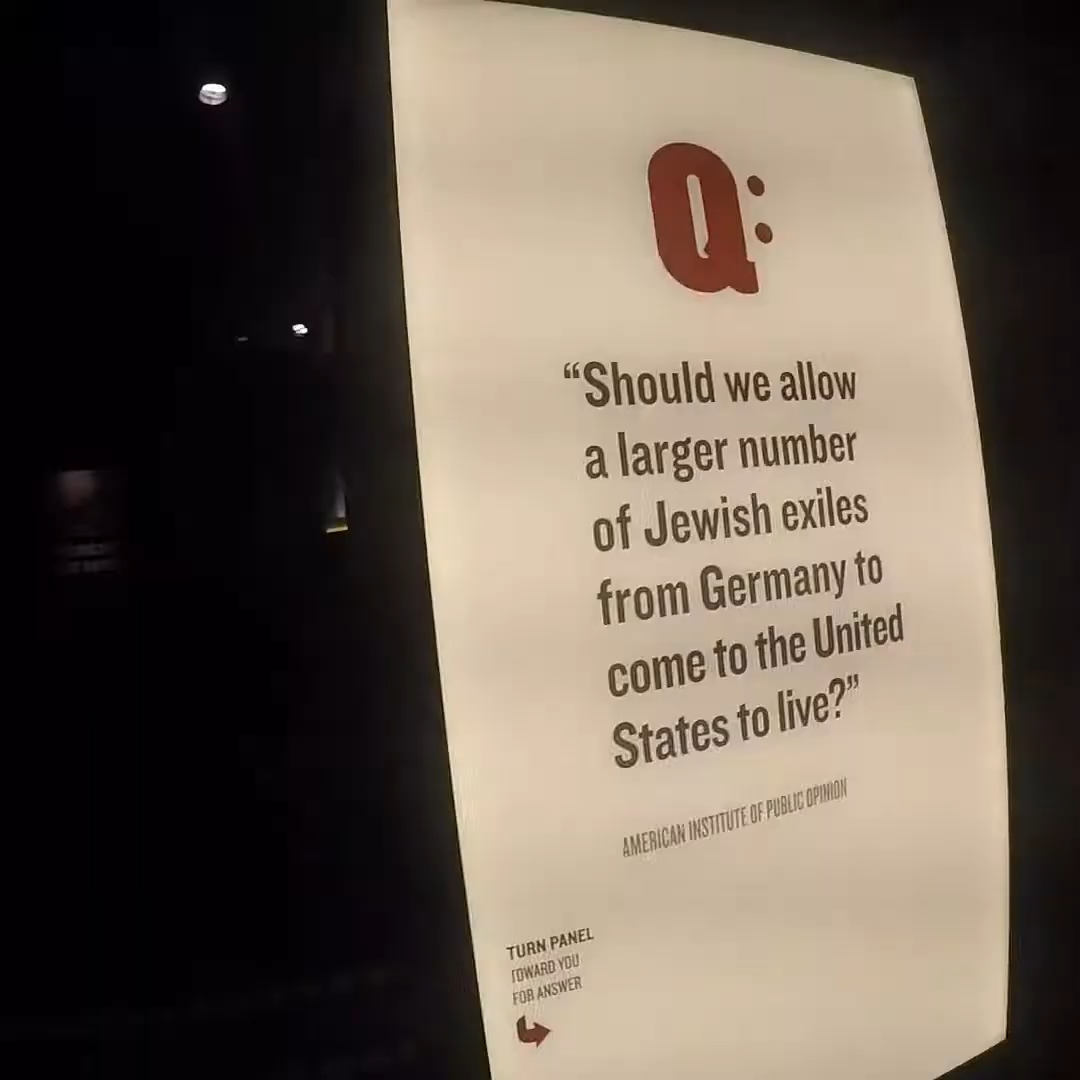 Q:
“Should we allow
a larger number
of Jewish exiles
from Germany to
come to the United
States to live?”
AMERICAN INSTITUTE OF PUBLIC OPINION
TURN PANEL
TOWARD YOU
FOR ANSWER